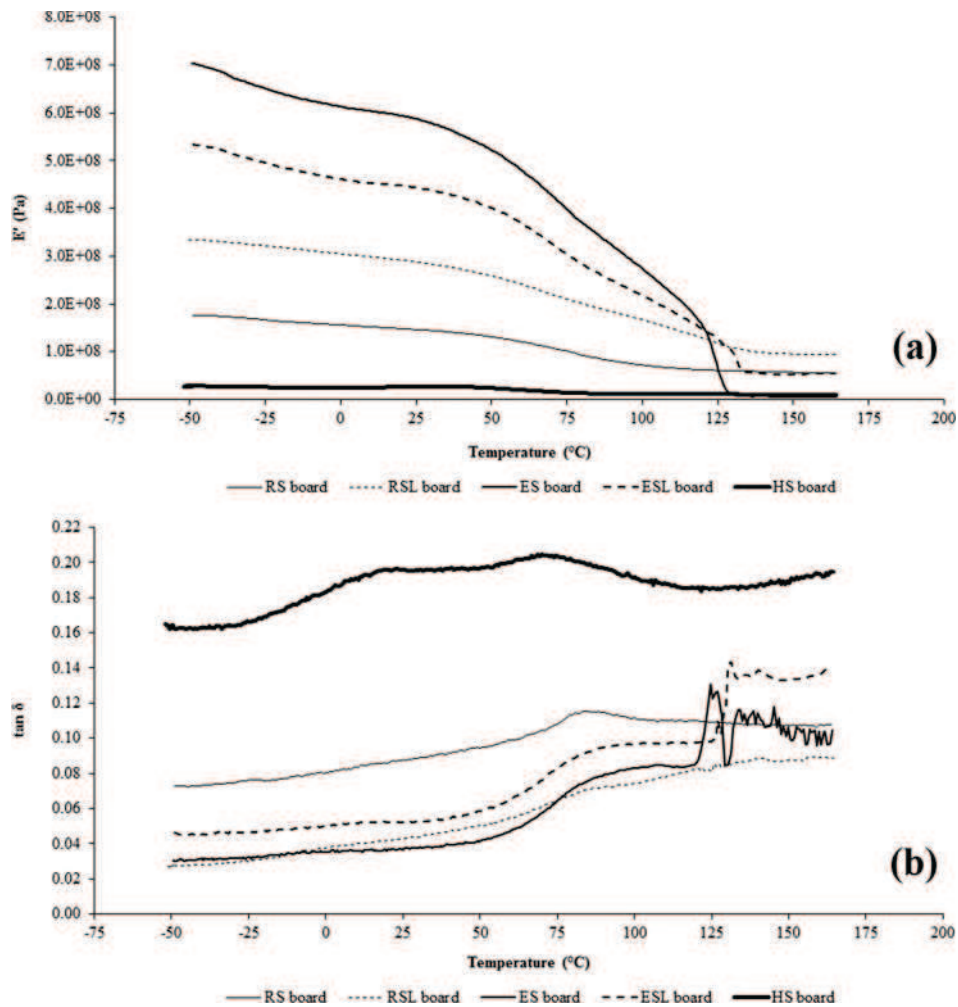 8.0E+08
7.0E+08
6.0E+08
5.0E+08
4.0E+08
3.0E+08
2.0E+08
1.0E+08
0.0E+00
E' (Pa)
(a)
-75 -50 -25 0 25 50 75 100 125 150 175 200
Temperature (°C)
RS board RSL board ES board ESL board HS board
0.22
0.20
0.18
0.16
0.14
0.12
0.10
0.08
0.06
0.04
0.02
0.00
tan δ
(b)
-75 -50 -25 0 25 50 75 100 125 150 175 200
Temperature (°C)
RS board RSL board ES board ESL board HS board